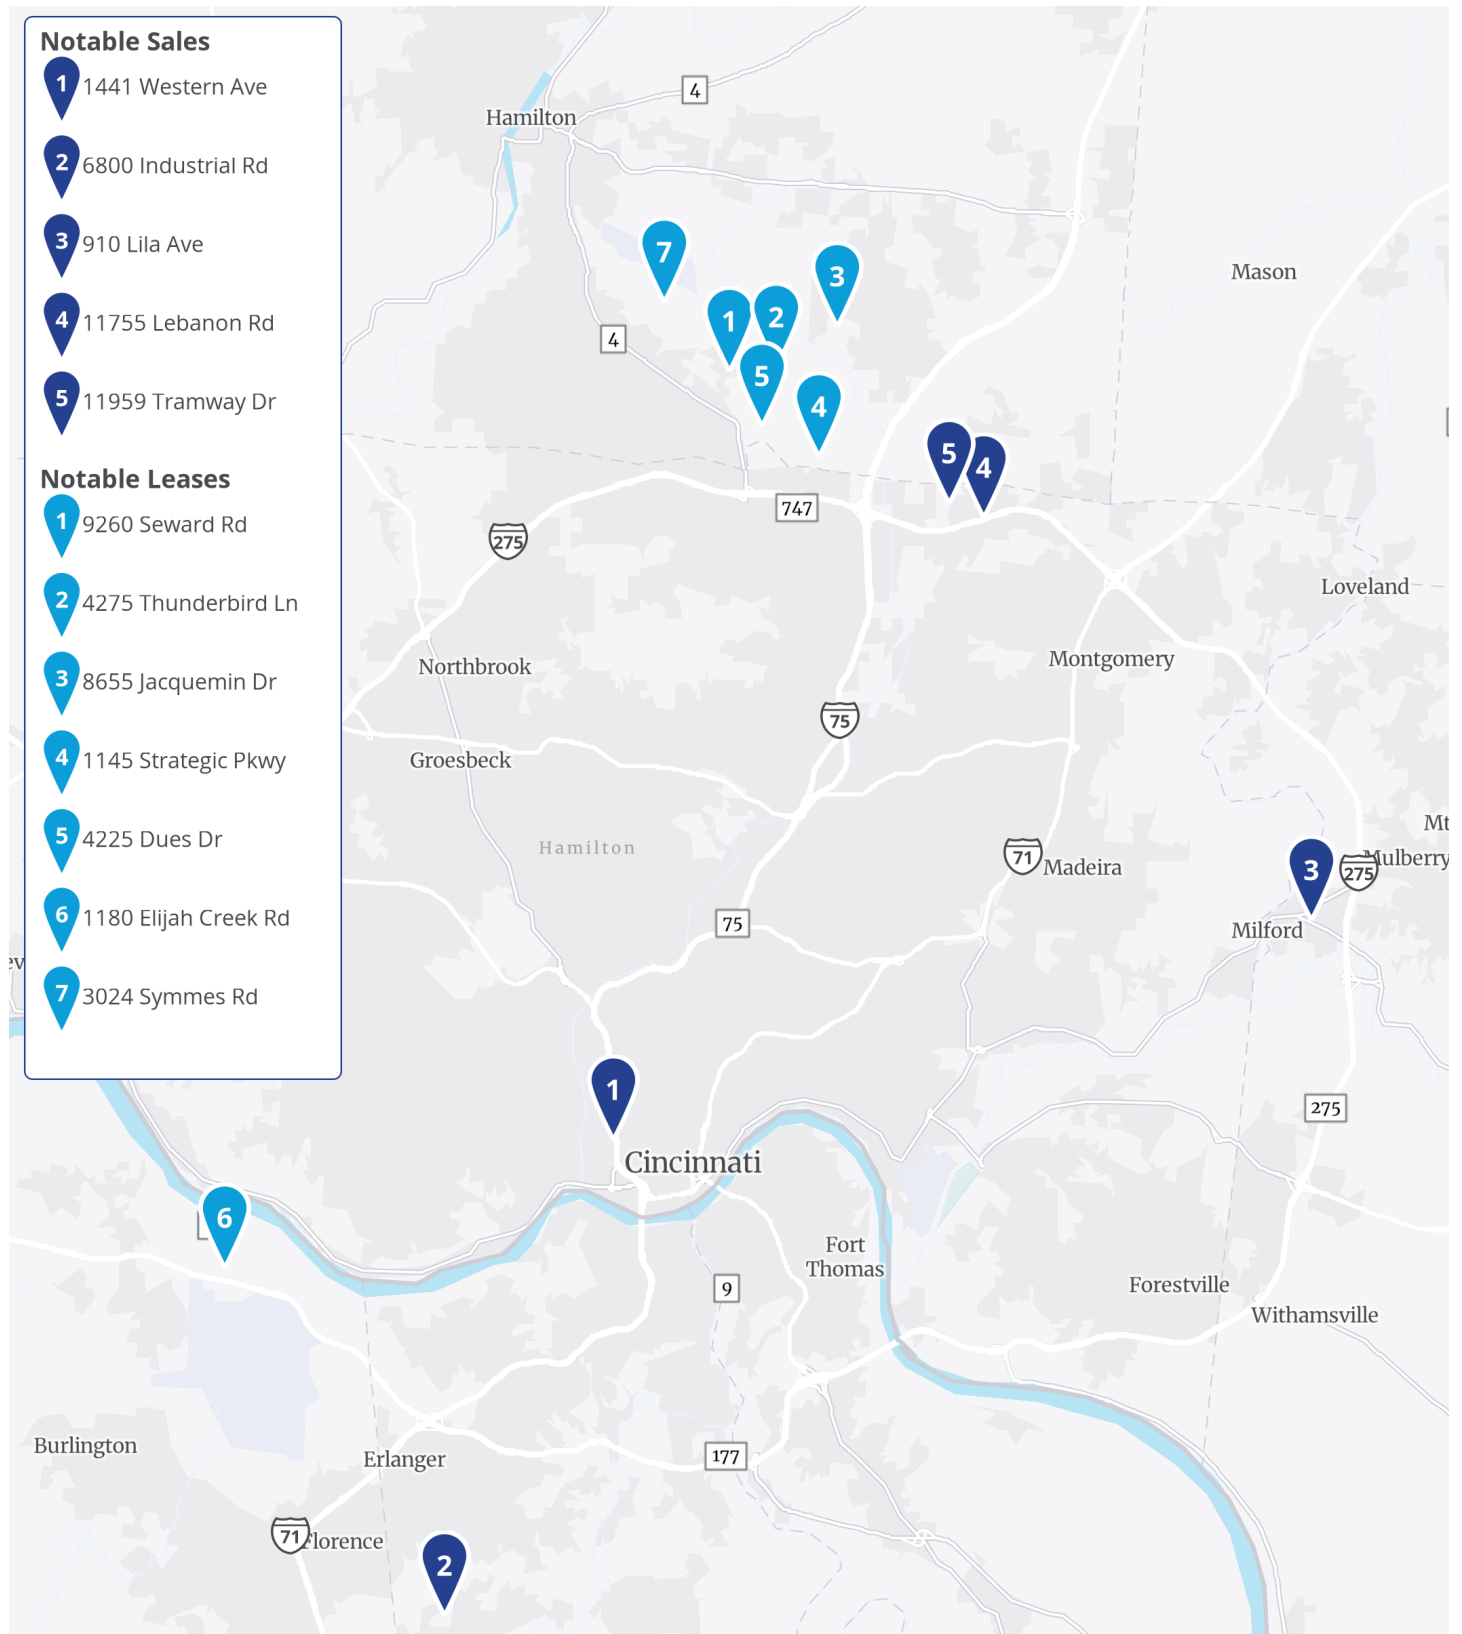 Notable Sales
1 1441 Western Ave
2 6800 Industrial Rd
3 910 Lila Ave
4 11755 Lebanon Rd
5 11959 Tramway Dr
Notable Leases
1 9260 Seward Rd
2 4275 Thunderbird Ln
3 8655 Jacquemin Dr
4 1145 Strategic Pkwy
5 4225 Dues Dr
6 1180 Elijah Creek Rd
7 3024 Symmes Rd
4
Hamilton
7
3
Mason
1
2
4
5
4
5
4
747
275
Loveland
Northbrook
Montgomery
75
Groesbeck
Mt
Hamilton
71
Madeira
3
275
Mulberry
75
Milford
ev
1
275
Cincinnati
6
Fort
Thomas
9
Forestville
Withamsville
Burlington
Erlanger
177
71
Florence
2